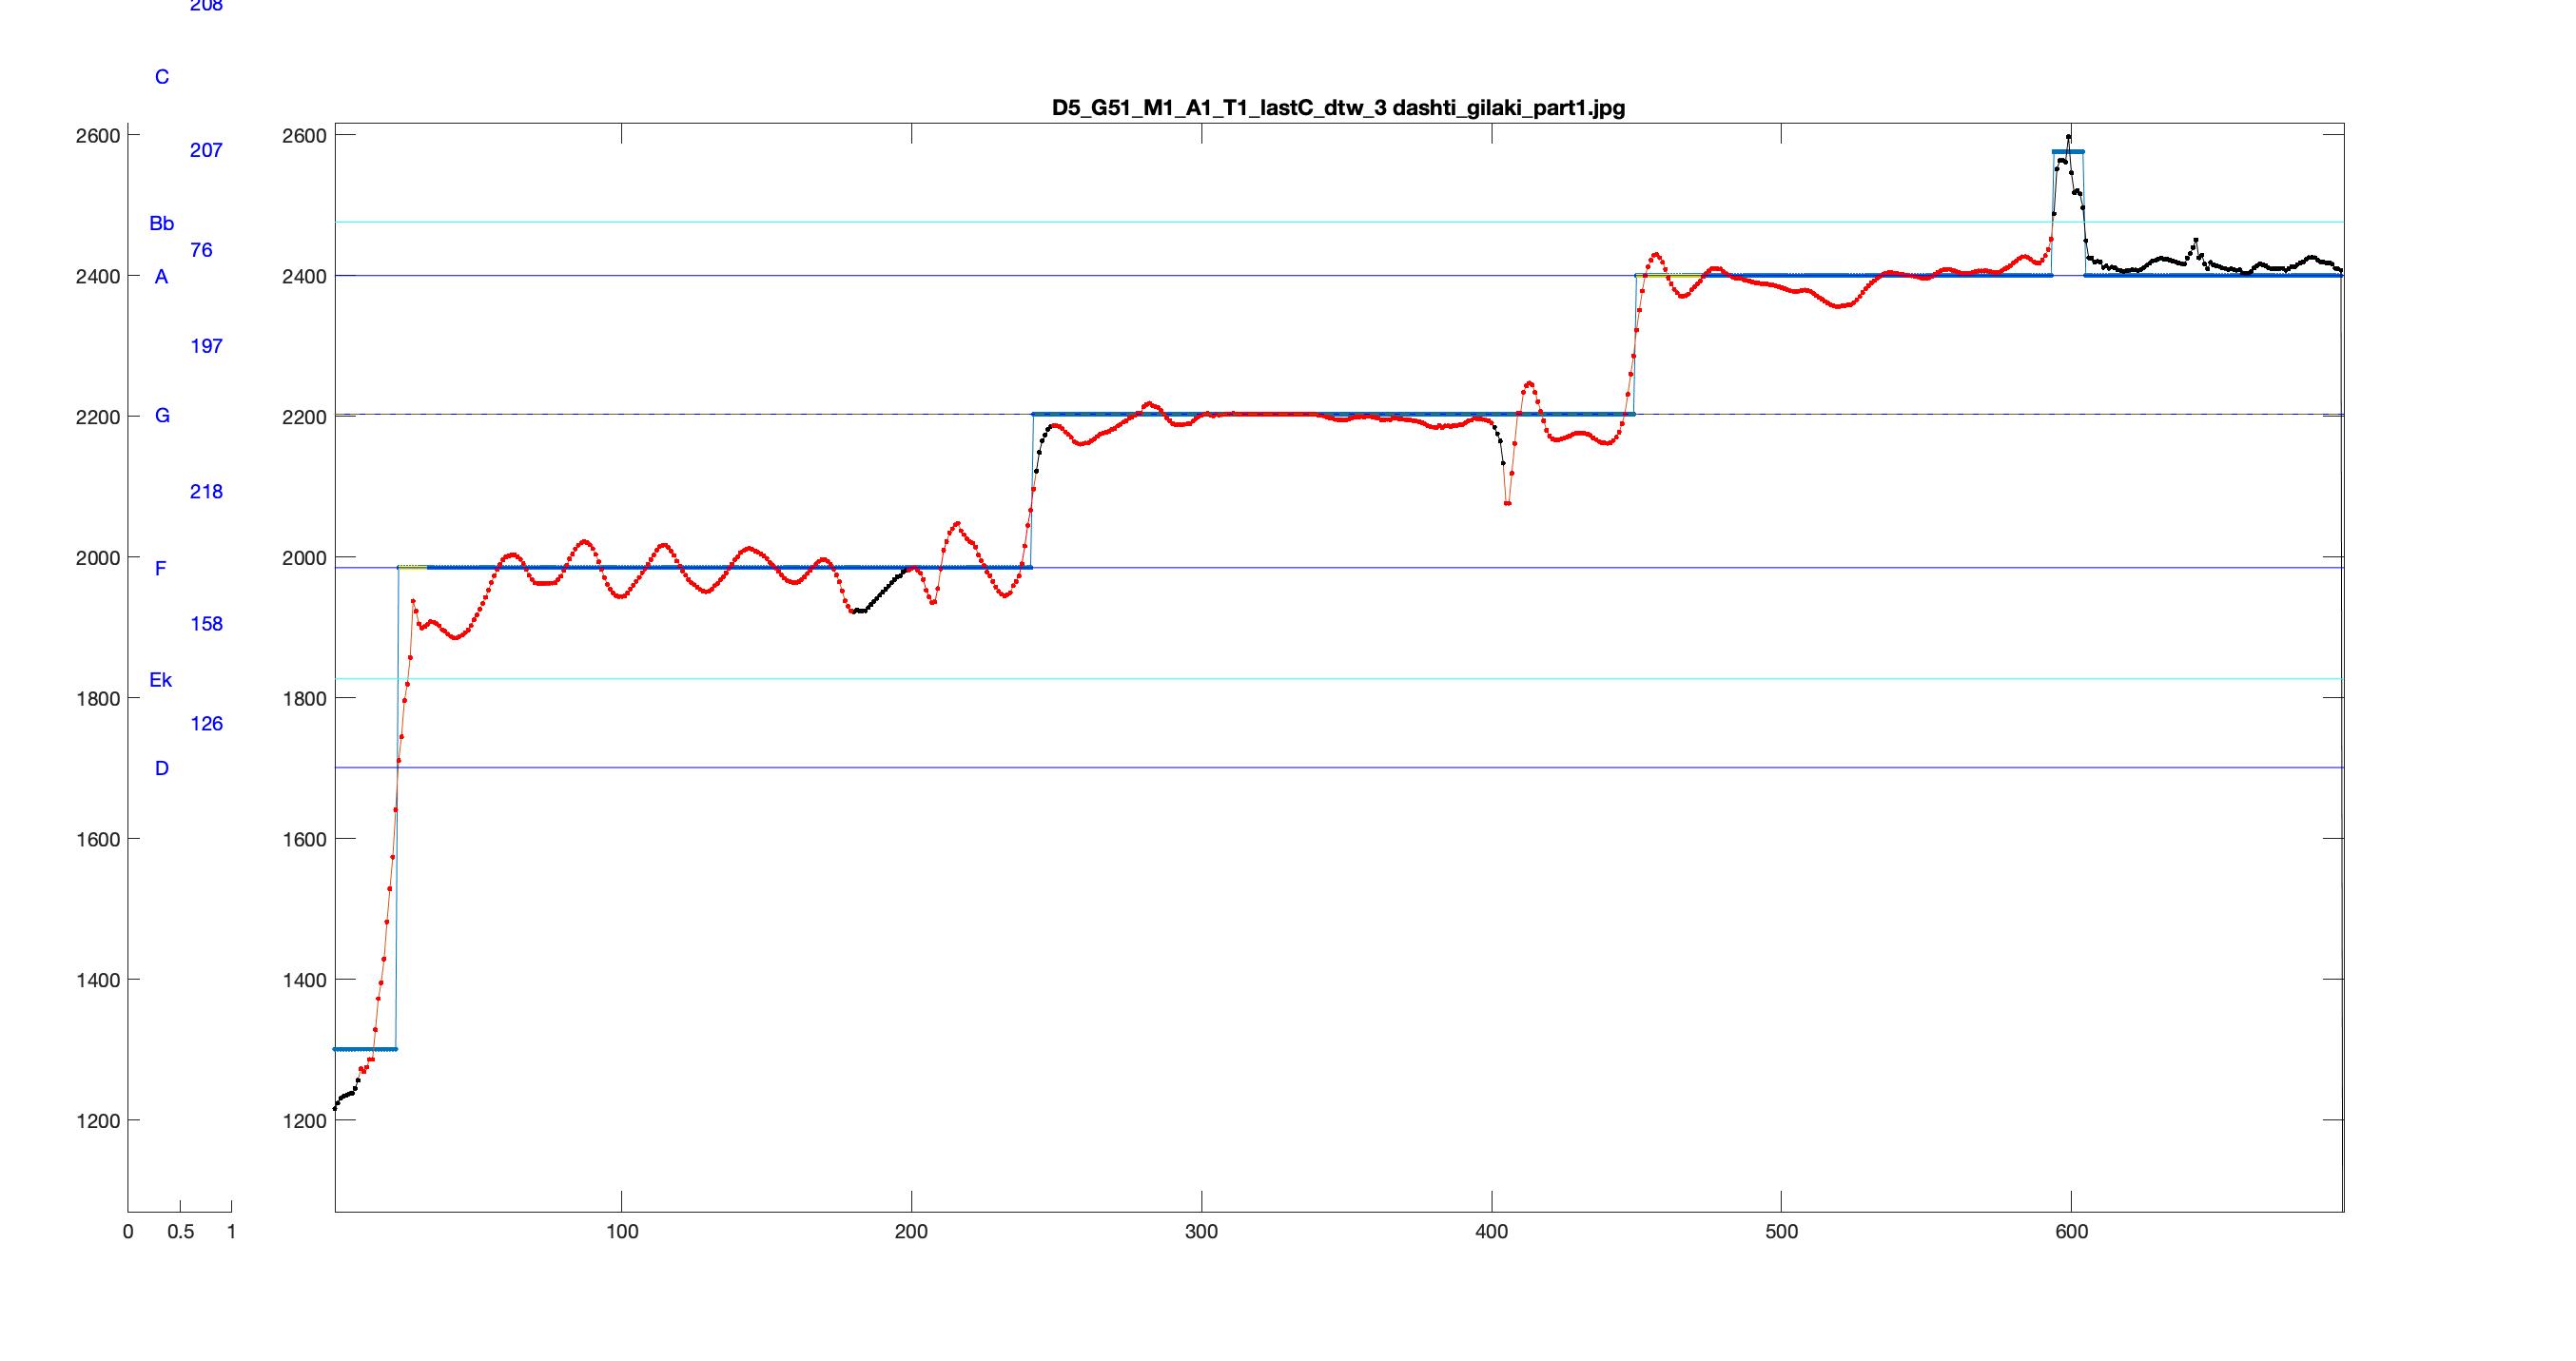 208
C
D5_G51_M1_A1_T1_lastC_dtw_3 dashti_gilaki_part1.jpg
2600 2600
207
Bb
76
2400 A 2400
197
2200 G 2200
218
2000 F 2000
158
Ek
1800 1800
126
D
1600 1600
1400 1400
1200 1200
0 0.5 1 100 200 300 400 500 600